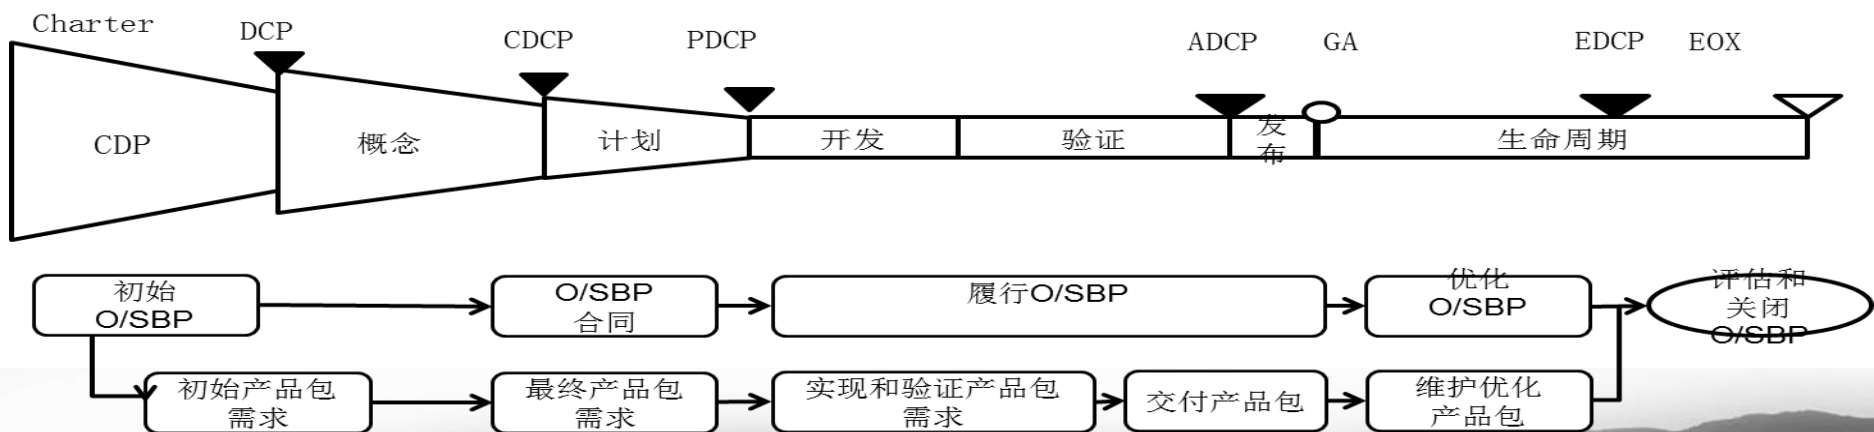 Charter
DCP
CDCP
PDCP
ADCP
GA
EDCP
EOX
CDP
概念
计划
开发
验证
发
布
生命周期
初始
O/SBP
O/SBP
合同
履行O/SBP
优化
O/SBP
评估和
关闭
O/SBP
初始产品包
需求
最终产品包
需求
实现和验证产品包
需求
交付产品包
维护优化
产品包